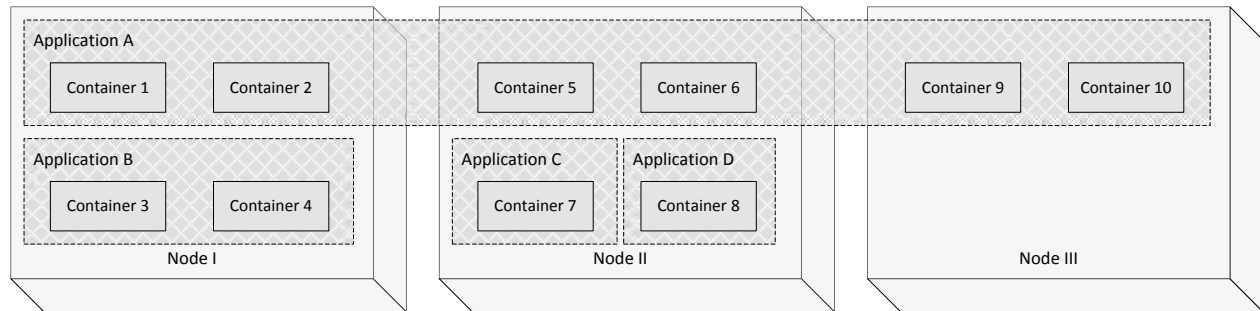 Application A
Container 1
Container 2
Container 5
Container 6
Container 9
Container 10
Application B
Container 3
Container 4
Application C
Container 7
Application D
Container 8
Node I
Node II
Node III